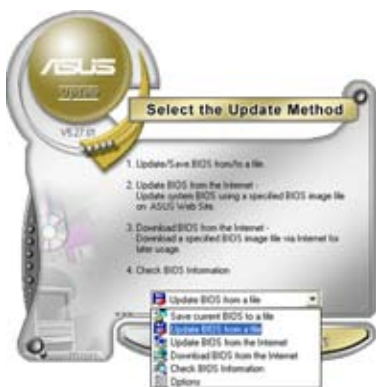 ASUS
Update
V5.27.01
Select the Update Method
1. Update/Save BIOS from/to a file.
2. Update BIOS from the Internet -
Update system BIOS using a specified BIOS image file
on ASUS Web Site.
3. Download BIOS from the Internet -
Download a specified BIOS image file via Internet for
later usage.
4. Check BIOS Information
Update BIOS from a file
Save current BIOS to a file
Update BIOS from a file
Update BIOS from the Internet
Download BIOS from the Internet
Check BIOS Information
Options